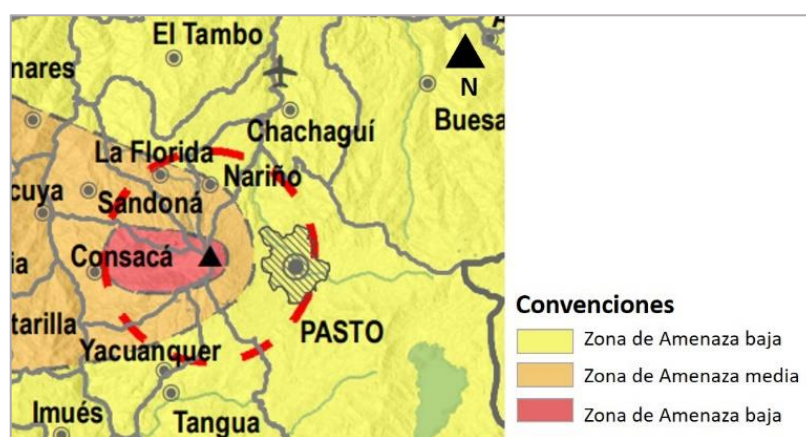 El Tambo
nares
N
Buesa
Chachaguí
La Florida
Nariño
cuya
Sandoná
Consacá
ia
Convenciones
Zona de Amenaza baja
tarilla
PASTO
Zona de Amenaza media
Yacuanquer
Zona de Amenaza baja
Imués
Tangua